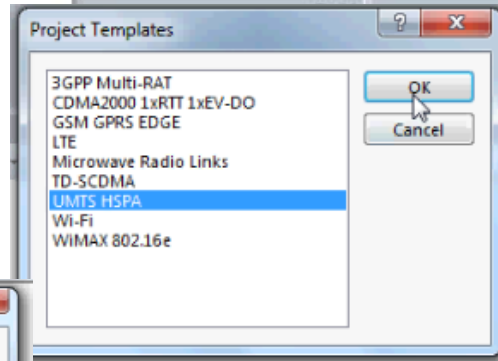 Project Templates
3GPP Multi-RAT
CDMA2000 1xRTT 1xEV-DO
GSM GPRS EDGE
LTE
Microwave Radio Links
TD-SCDMA
UMTS HSPA
Wi-Fi
WiMAX 802.16e
OK
Cancel